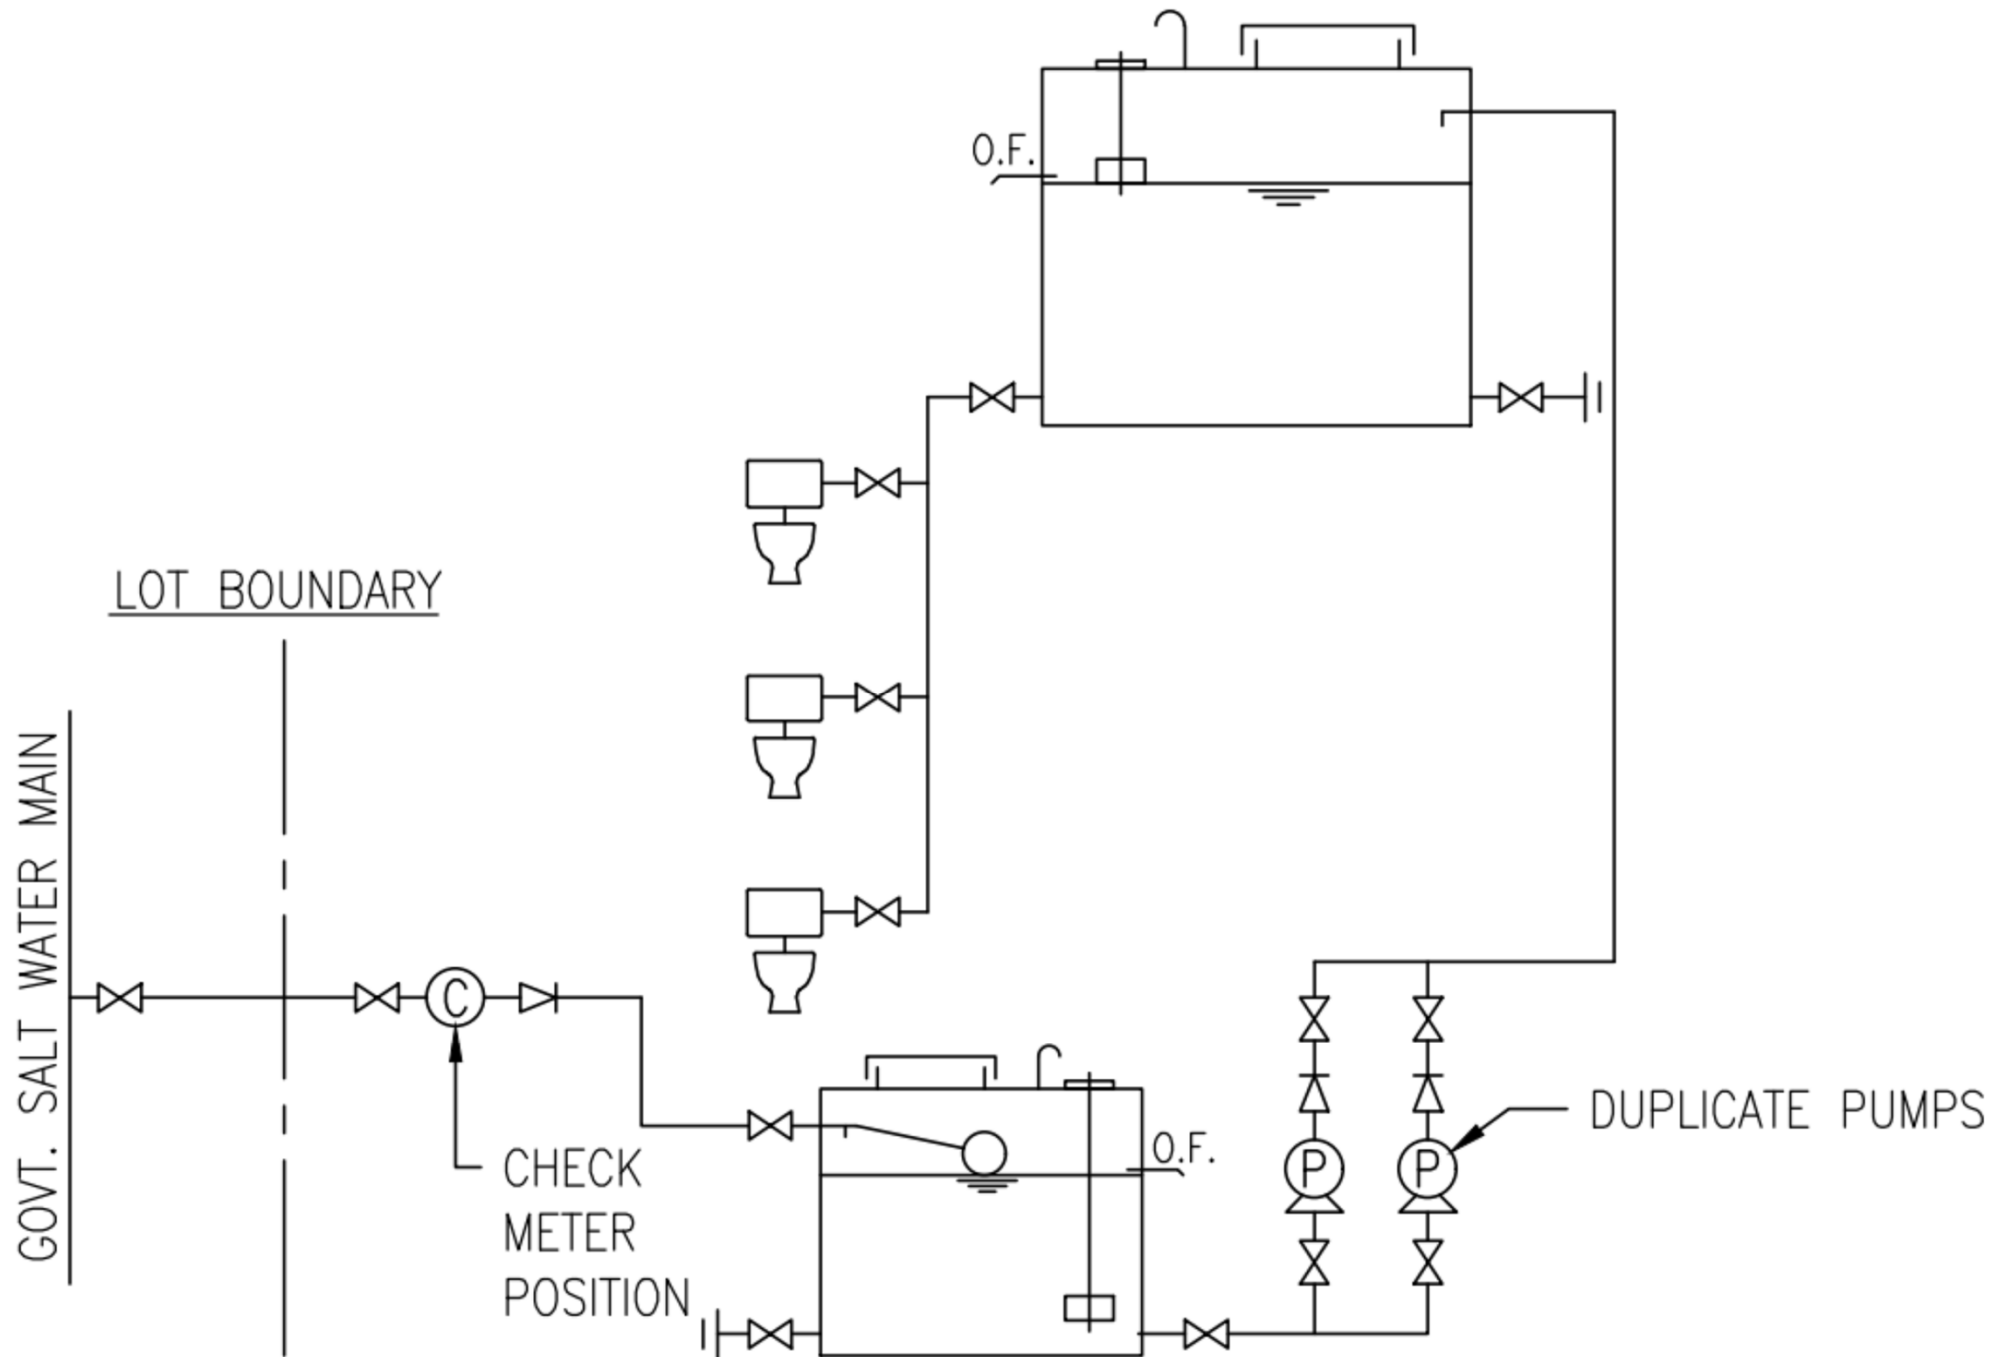 O.F.
LOT BOUNDARY
GOVT. SALT WATER MAIN
C
CHECK
METER
POSITION
O.F.
P
P
DUPLICATE PUMPS